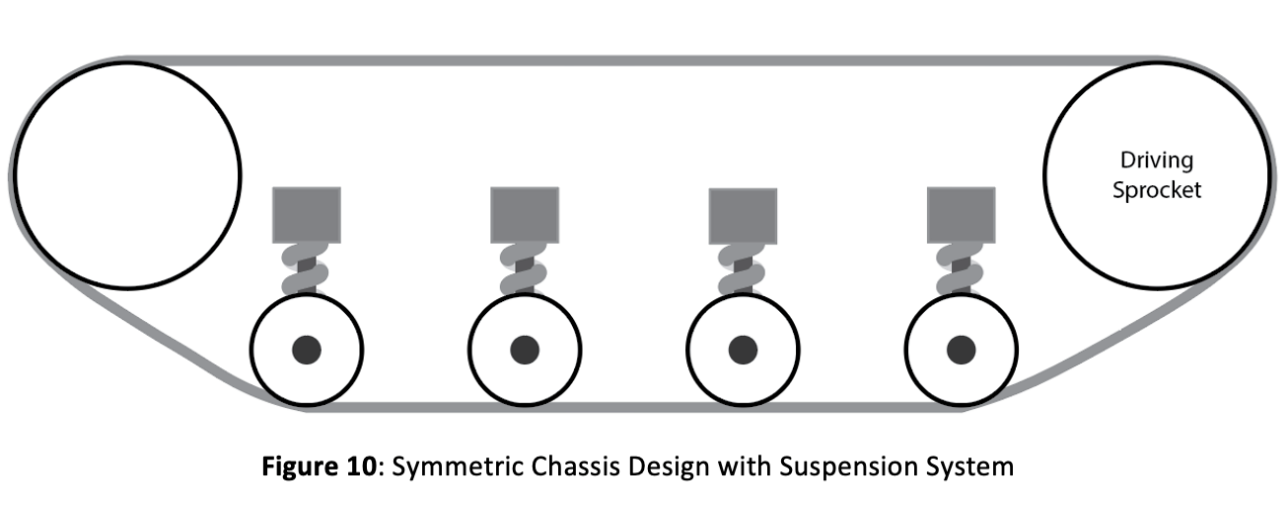 Driving
Sprocket
Figure 10: Symmetric Chassis Design with Suspension System